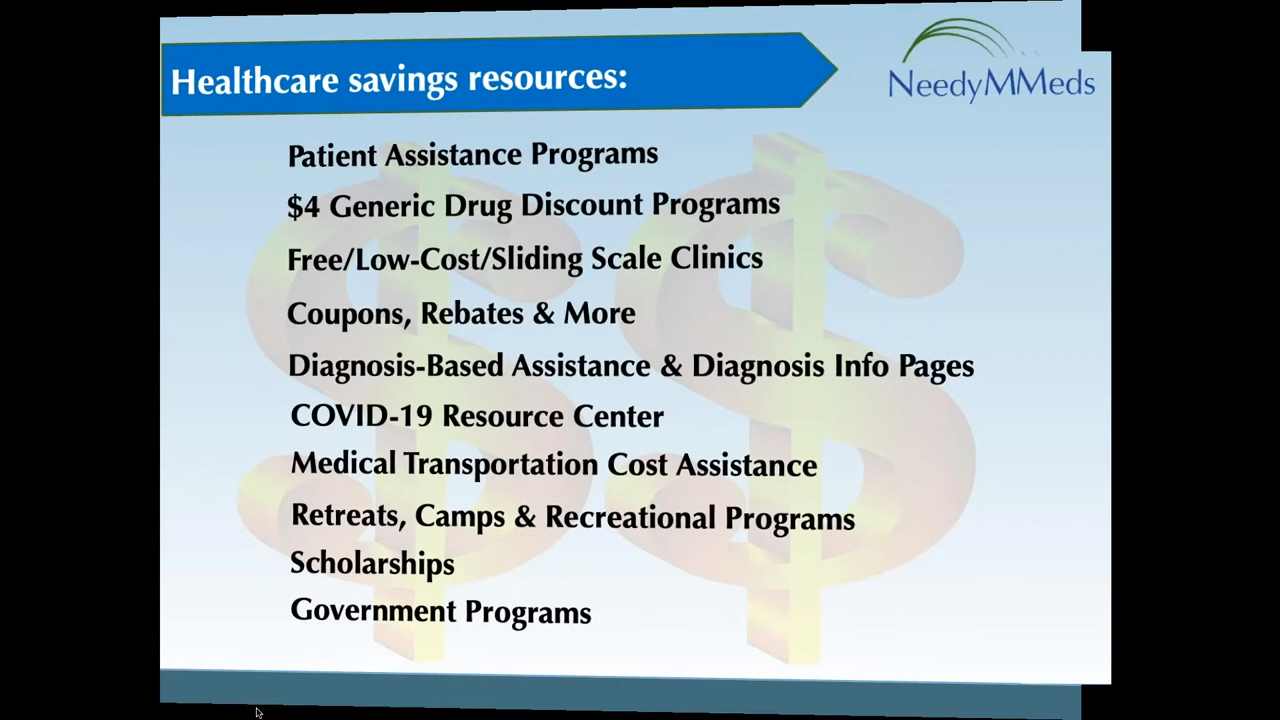 Healthcare savings resources:
NeedyMMeds
Patient Assistance Programs
$4 Generic Drug Discount Programs
Free/Low-Cost/Sliding Scale Clinics
Coupons, Rebates & More
Diagnosis-Based Assistance & Diagnosis Info Pages
COVID-19 Resource Center
Medical Transportation Cost Assistance
Retreats, Camps & Recreational Programs
Scholarships
Government Programs